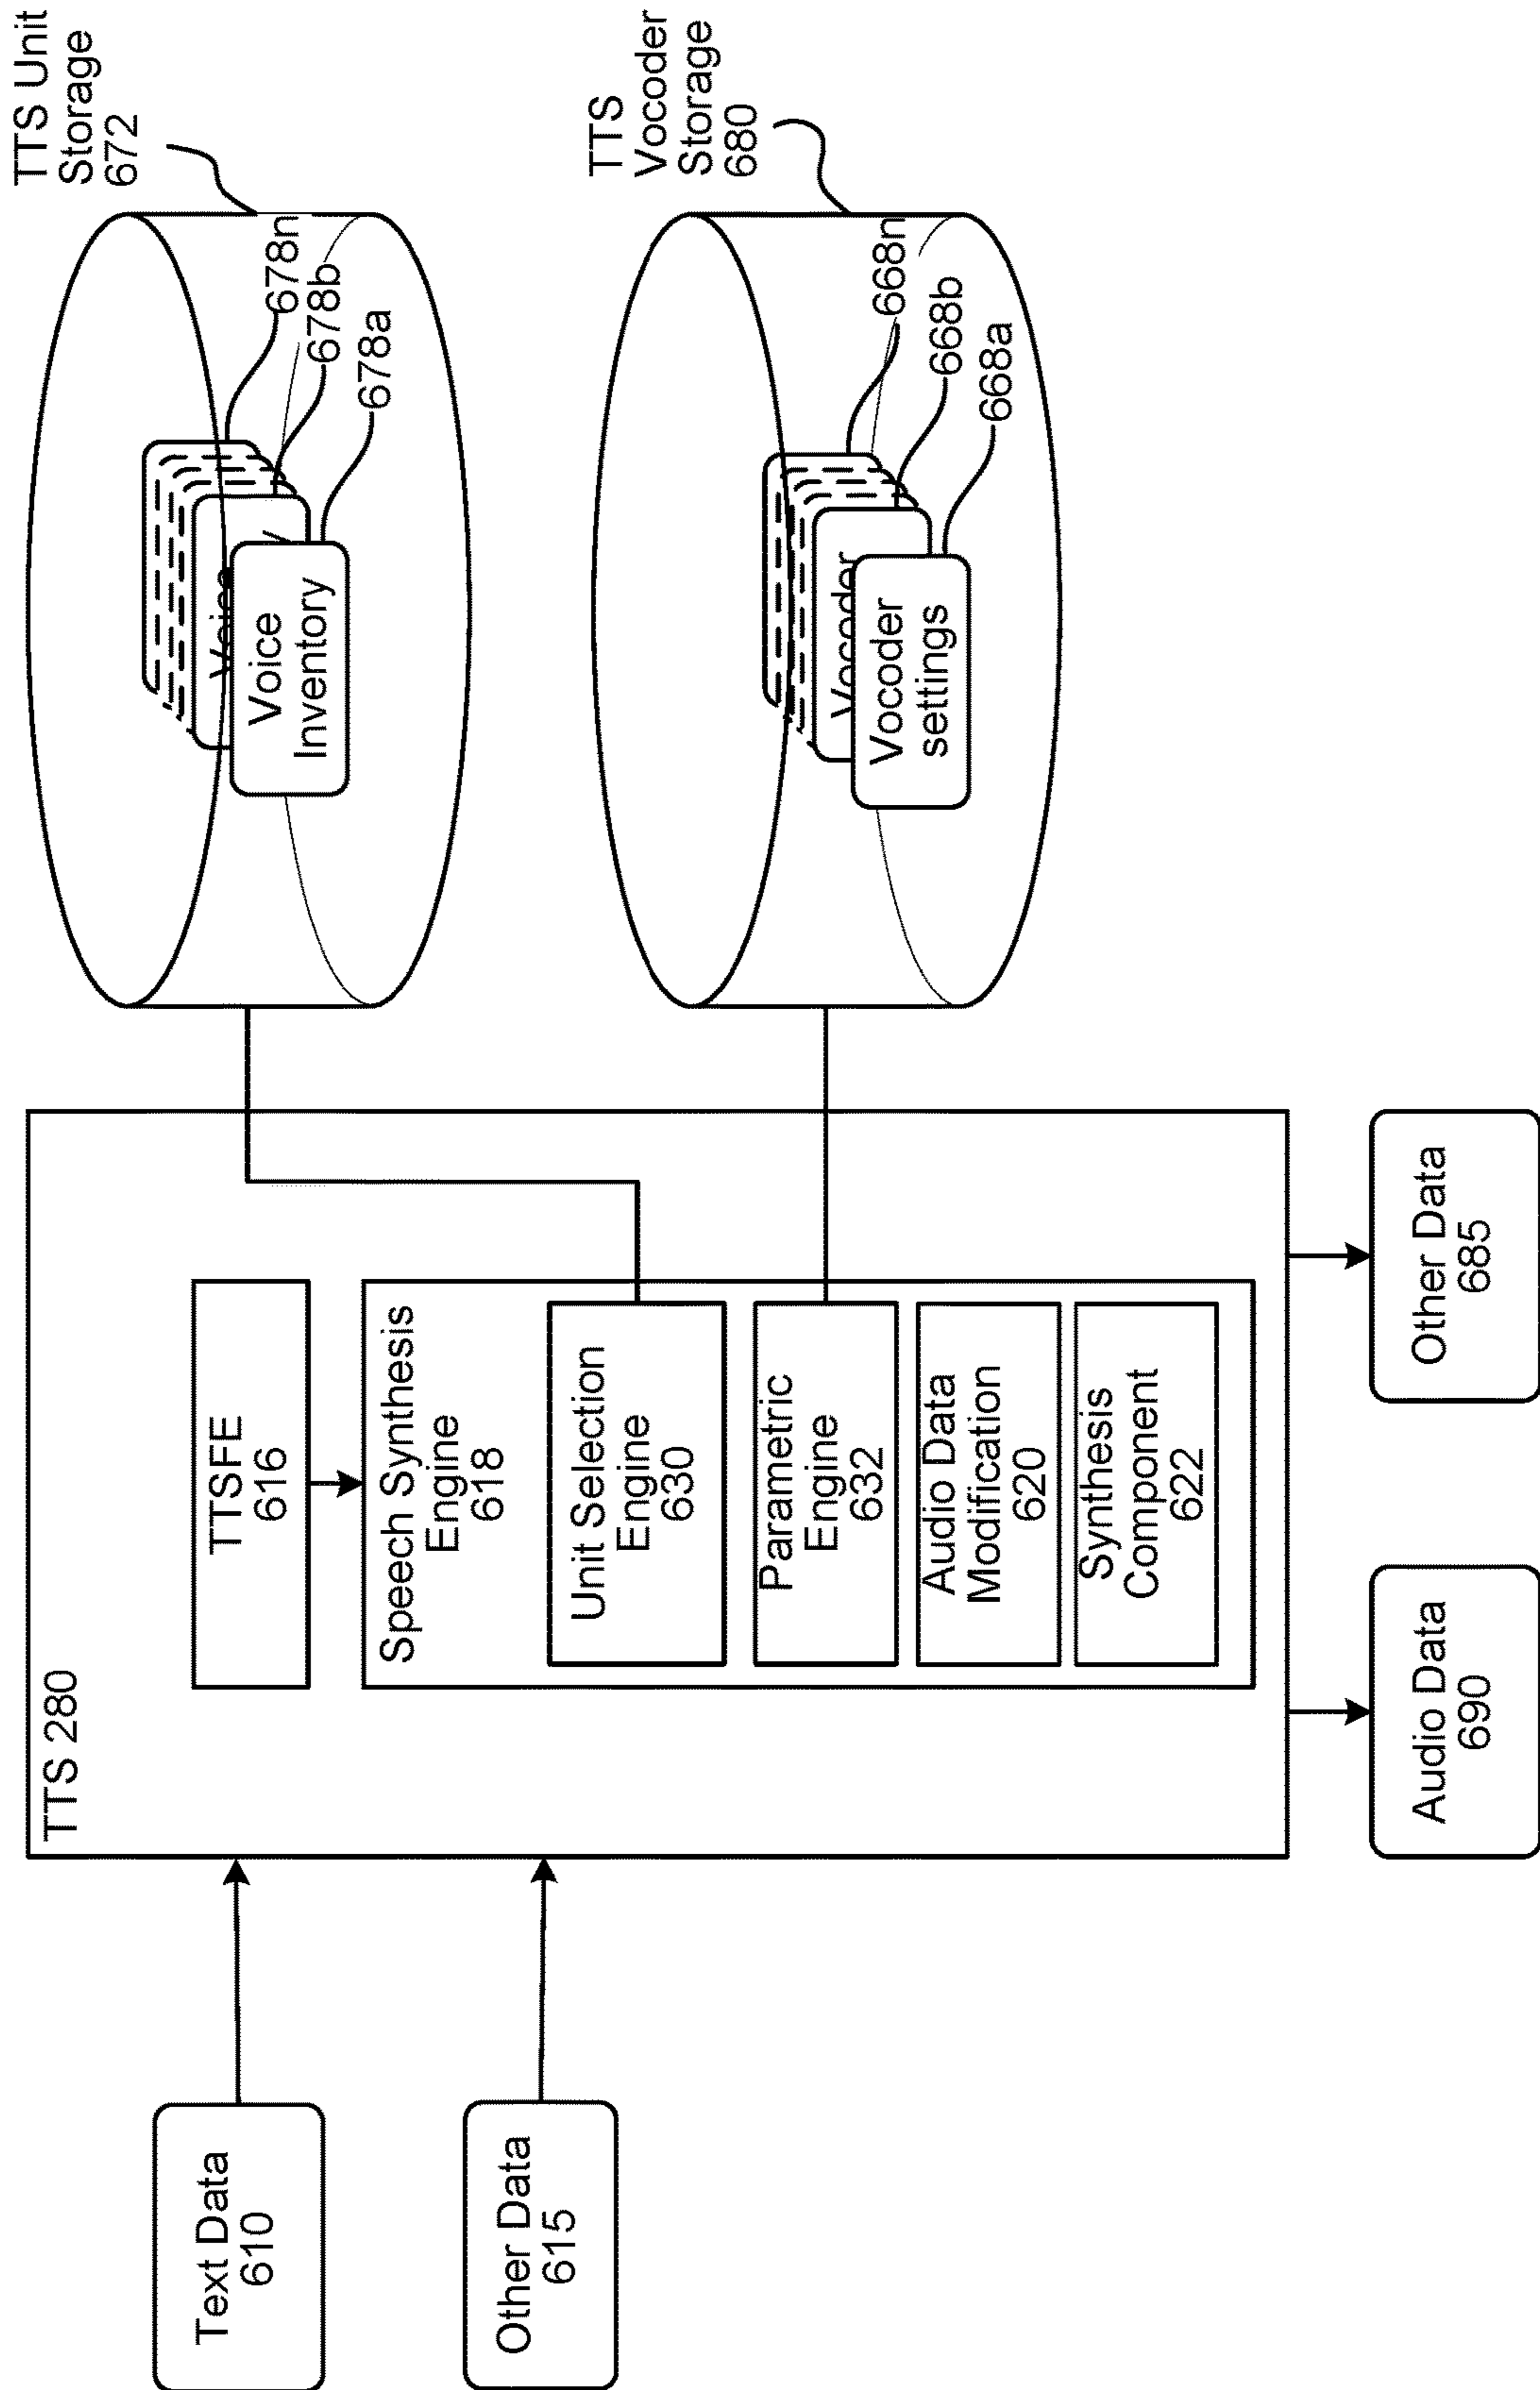 Text Data
610
Other Data
615
TTS 280
TTSFE
616
Speech Synthesis
Engine
618
Unit Selection
Engine
630
Parametric
Engine
632
Audio Data
Modification
620
Synthesis
Component
622
Audio Data
690
Other Data
685
TTS Unit
Storage
672
Voice
Voice
Inventory
678n
678b
678a
TTS
Vocoder
Storage
680
Vocoder
Vocoder
settings
668n
668b
668a